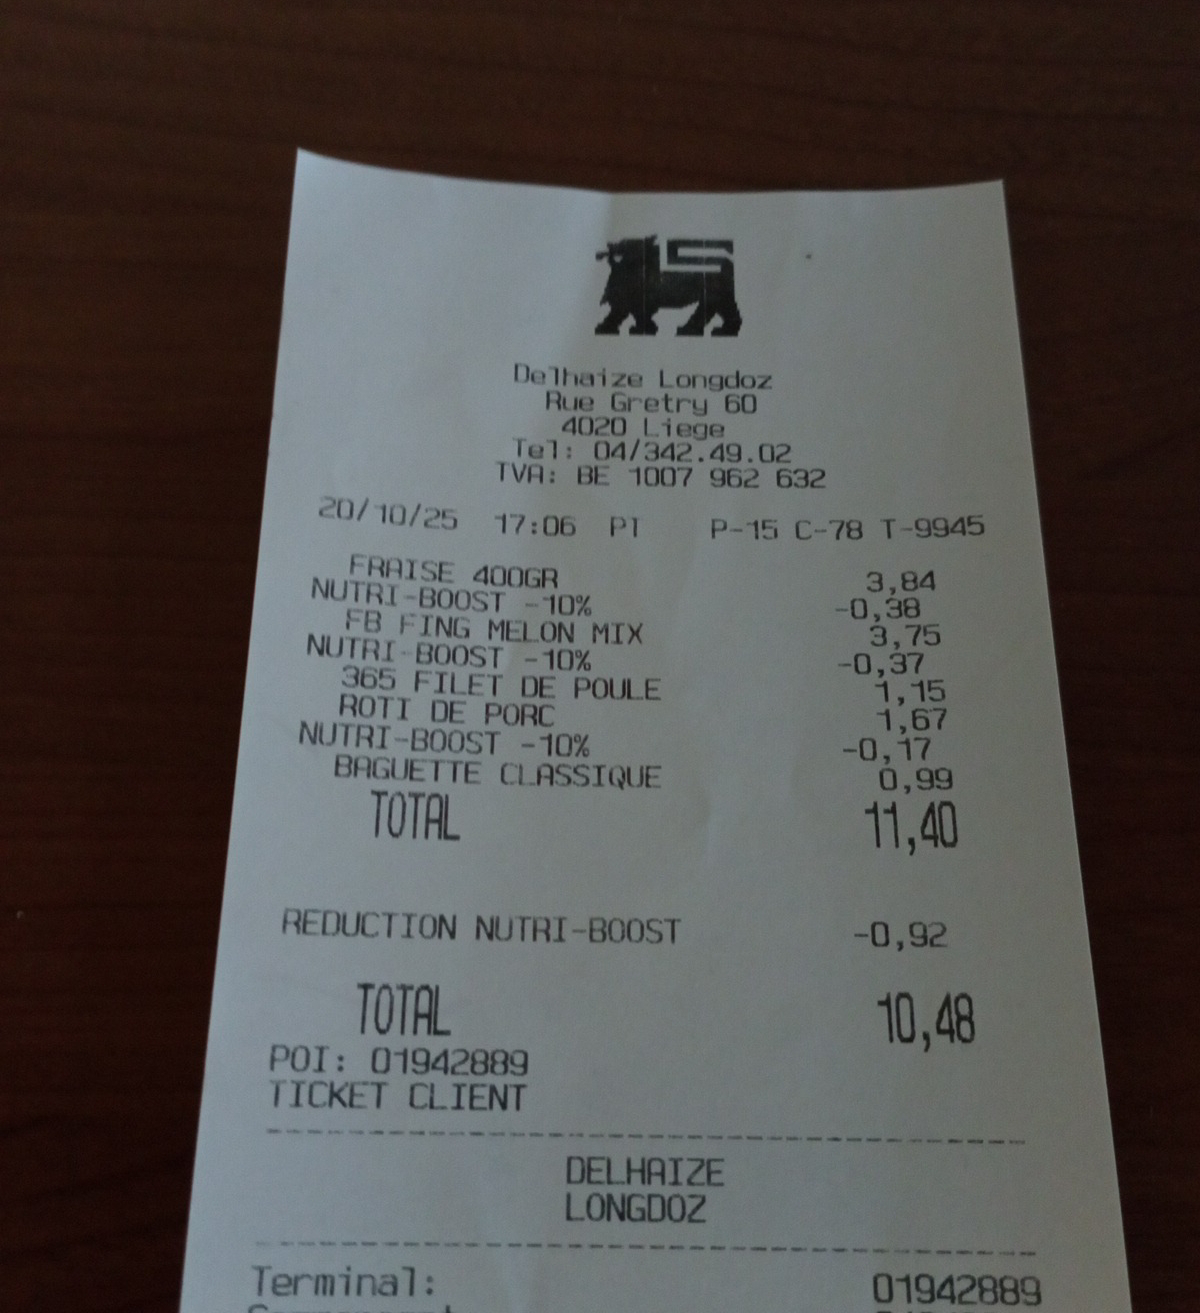 Delhaize Longdoz
Rue Gretry 60
4020 Liege
Tel: 04/342.49.02
TVA: BE 1007 962 632
20/10/25 17:06 PI P-15 C-78 T-9945
FRAISE 400GR 3,84
NUTRI-BOOST -10% -0,38
FB FING MELON MIX 3,75
NUTRI-BOOST -10% -0,37
365 FILET DE POULE 1,15
ROTI DE PORC 1,67
NUTRI-BOOST -10% -0,17
BAGUETTE CLASSIQUE 0,99
TOTAL 11,40
REDUCTION NUTRI-BOOST -0,92
TOTAL 10,48
POI: 01942889
TICKET CLIENT
DELHAIZE
LONGDOZ
Terminal: 01942889